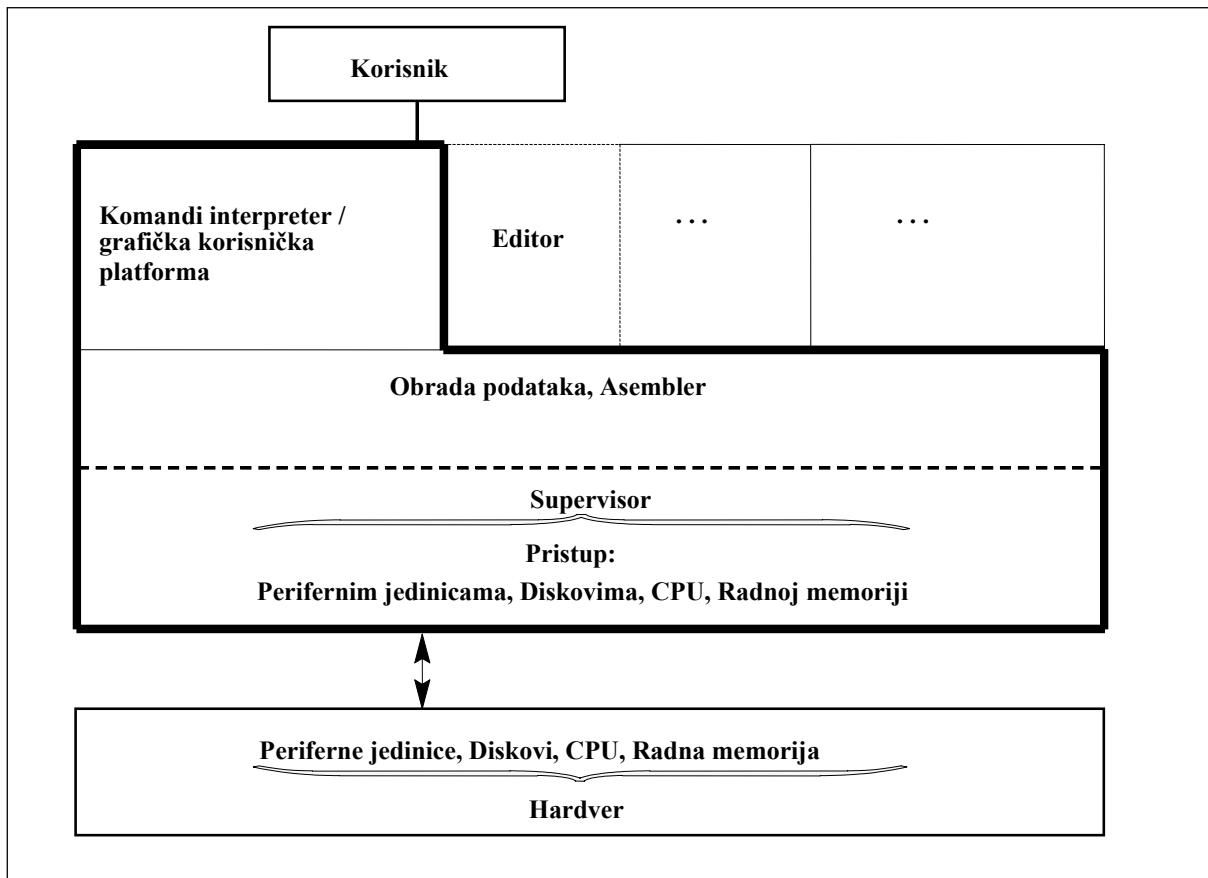 Korisnik
Komandi interpreter /
grafička korisnička
platforma
Editor
...
...
Obrada podataka, Asembler
Supervisor
Pristup:
Perifernim jedinicama, Diskovima, CPU, Radnoj memoriji
Periferne jedinice, Diskovi, CPU, Radna memorija
Hardver